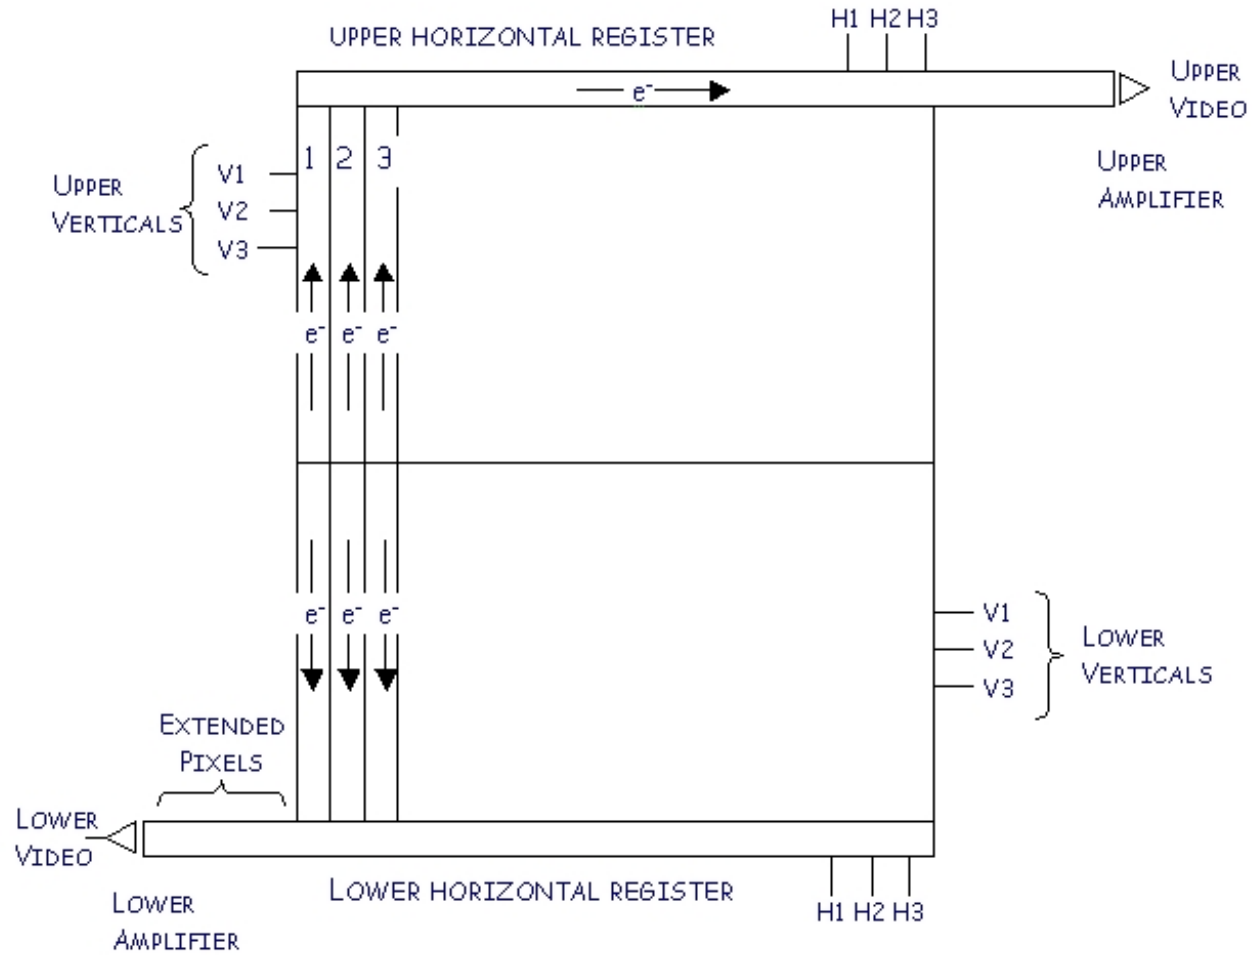 UPPER HORIZONTAL REGISTER
H1 H2 H3
e-
UPPER
VIDEO
UPPER
AMPLIFIER
1 2 3
UPPER
VERTICALS
V1
V2
V3
e- e- e-
e- e- e-
V1
V2
V3
LOWER
VERTICALS
EXTENDED
PIXELS
LOWER
VIDEO
LOWER
AMPLIFIER
LOWER HORIZONTAL REGISTER
H1 H2 H3